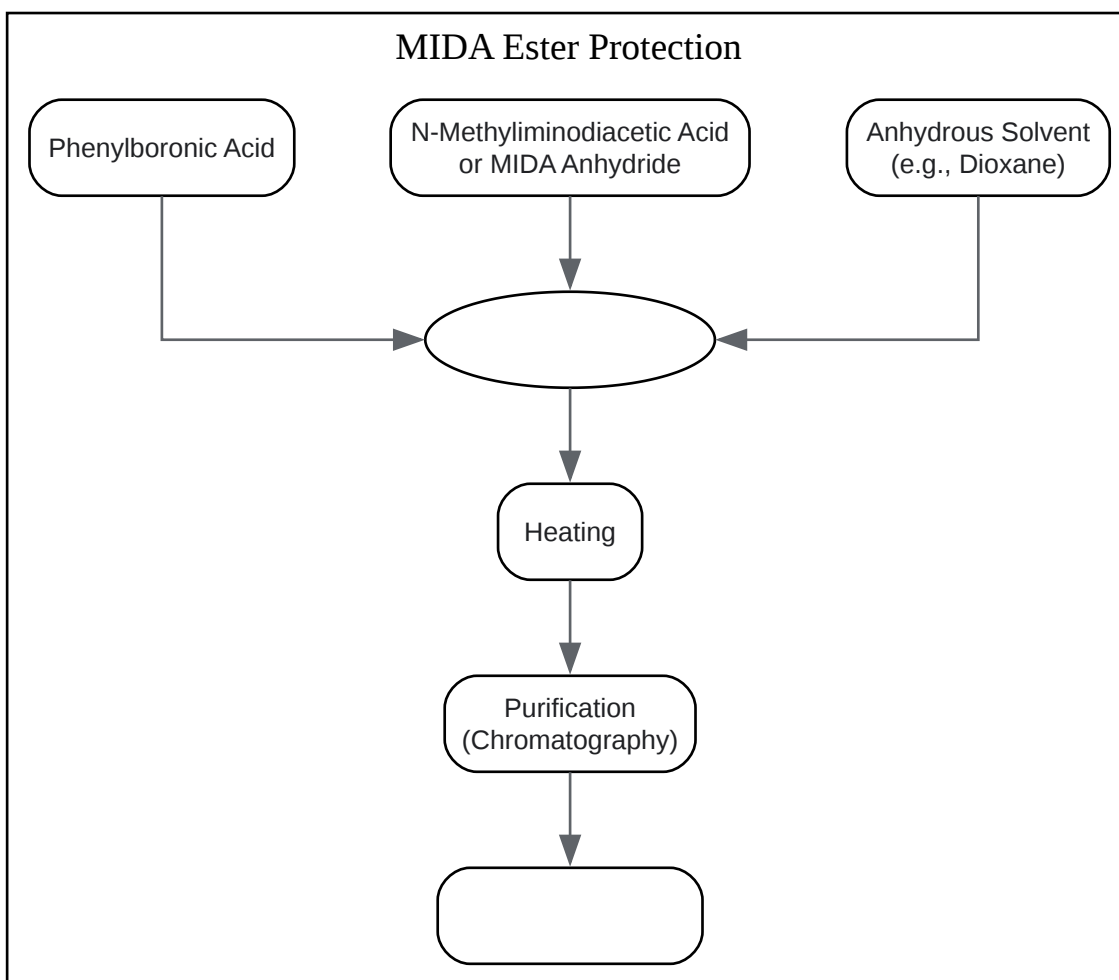 MIDA Ester Protection
Phenylboronic Acid
N-Methyliminodiacetic Acid
or MIDA Anhydride
Anhydrous Solvent
(e.g., Dioxane)
Heating
Purification
(Chromatography)